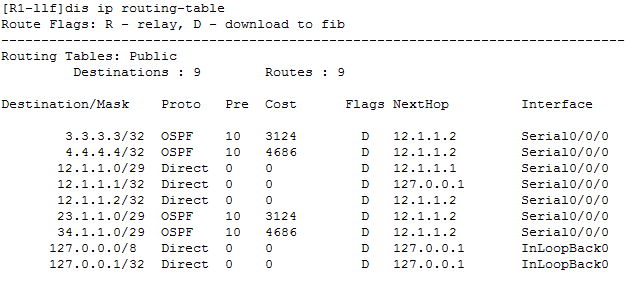 [R1-llf]dis ip routing-table
Route Flags: R - relay, D - download to fib
------------------------------------------------------------------------------
Routing Tables: Public
         Destinations : 9        Routes : 9

Destination/Mask    Proto   Pre  Cost      Flags NextHop         Interface

        3.3.3.3/32  OSPF    10   3124        D   12.1.1.2        Serial0/0/0
        4.4.4.4/32  OSPF    10   4686        D   12.1.1.2        Serial0/0/0
       12.1.1.0/29  Direct  0    0           D   12.1.1.1        Serial0/0/0
       12.1.1.1/32  Direct  0    0           D   127.0.0.1       Serial0/0/0
       12.1.1.2/32  Direct  0    0           D   12.1.1.2        Serial0/0/0
       23.1.1.0/29  OSPF    10   3124        D   12.1.1.2        Serial0/0/0
       34.1.1.0/29  OSPF    10   4686        D   12.1.1.2        Serial0/0/0
      127.0.0.0/8   Direct  0    0           D   127.0.0.1       InLoopBack0
      127.0.0.1/32  Direct  0    0           D   127.0.0.1       InLoopBack0